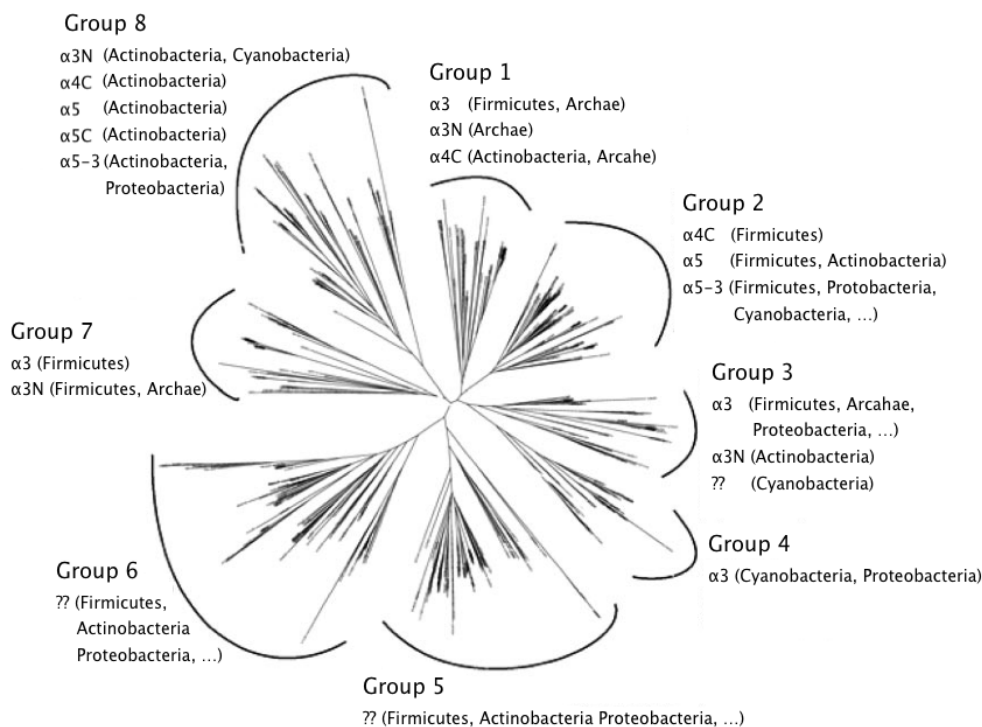 Group 8
α3N (Actinobacteria, Cyanobacteria)
α4C (Actinobacteria)
α5 (Actinobacteria)
α5C (Actinobacteria)
α5-3 (Actinobacteria,
Proteobacteria)
Group 1
α3 (Firmicutes, Archae)
α3N (Archae)
α4C (Actinobacteria, Arcahe)
Group 2
α4C (Firmicutes)
α5 (Firmicutes, Actinobacteria)
α5-3 (Firmicutes, Protobacteria,
Cyanobacteria, ...)
Group 7
α3 (Firmicutes)
α3N (Firmicutes, Archae)
Group 3
α3 (Firmicutes, Arcahae,
Proteobacteria, ...)
α3N (Actinobacteria)
?? (Cyanobacteria)
Group 4
α3 (Cyanobacteria, Proteobacteria)
Group 6
?? (Firmicutes,
Actinobacteria
Proteobacteria, ...)
Group 5
?? (Firmicutes, Actinobacteria Proteobacteria, ...)